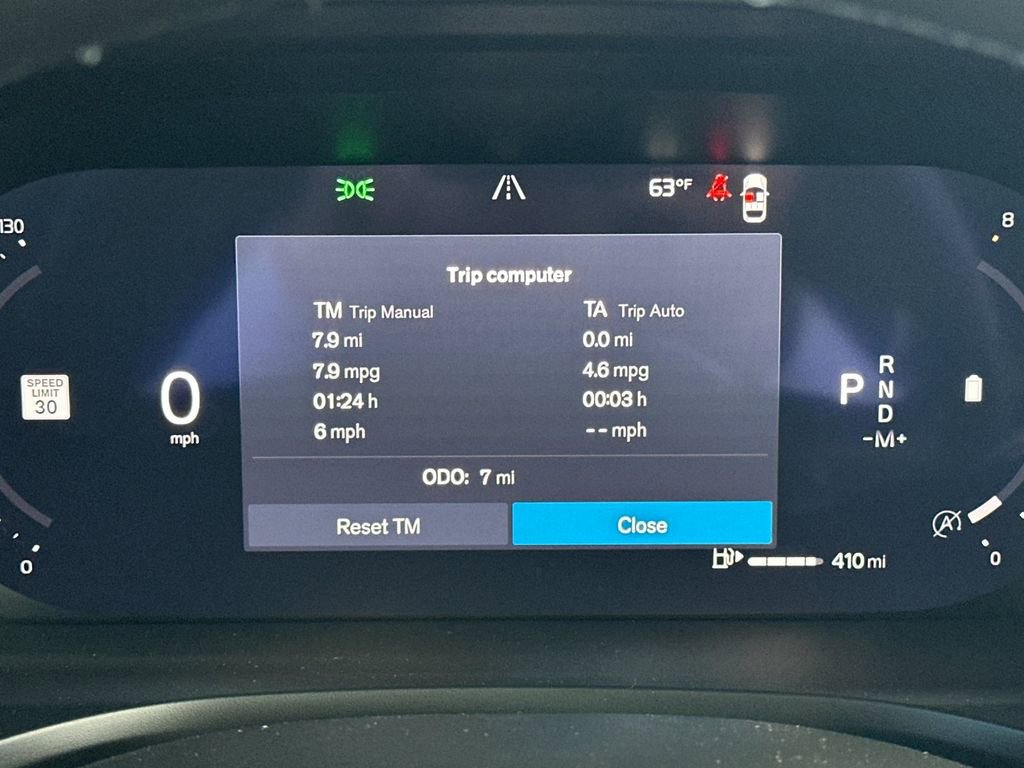 63°F
130
8
Trip computer
TM Trip Manual
TA Trip Auto
7.9 mi
0.0 mi
7.9 mpg
4.6 mpg
01:24 h
00:03 h
6 mph
-- mph
ODO: 7 mi
Reset TM
Close
SPEED
LIMIT
30
0
mph
P
R
N
D
-M+
A
410 mi
0
0